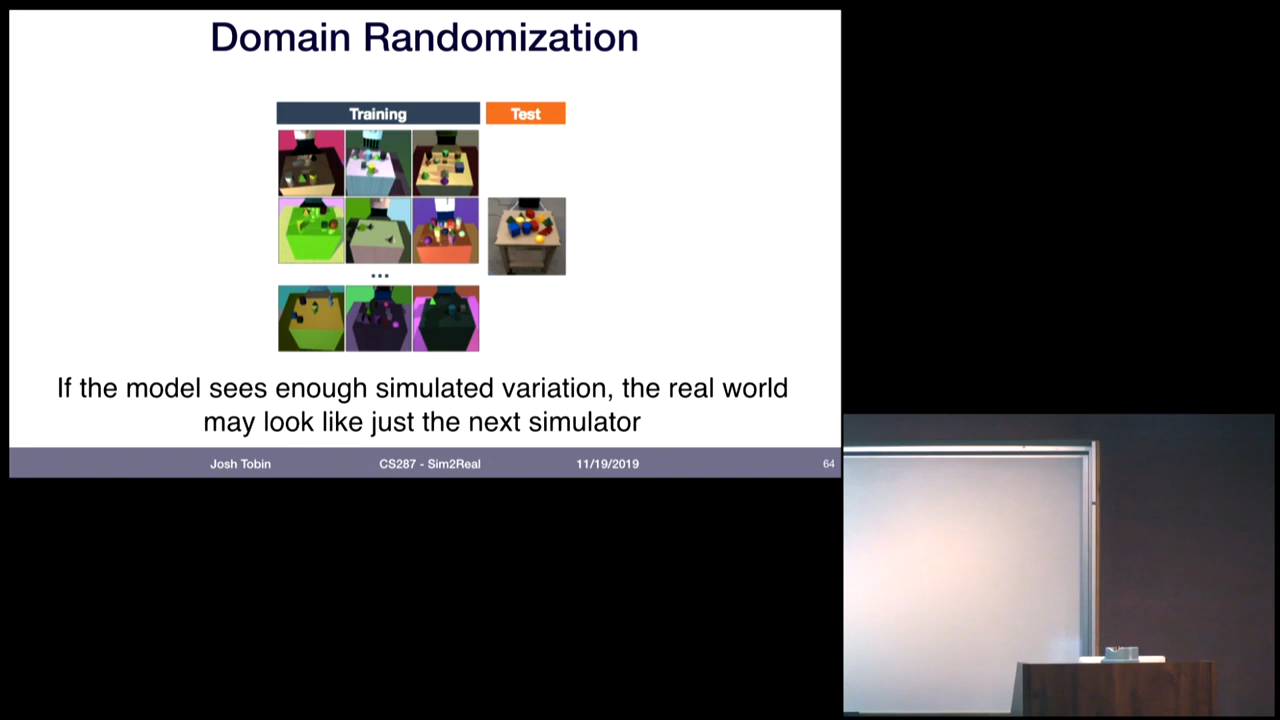 Domain Randomization
Training
Test
...
If the model sees enough simulated variation, the real world
may look like just the next simulator
Josh Tobin
CS287 - Sim2Real
11/19/2019
64